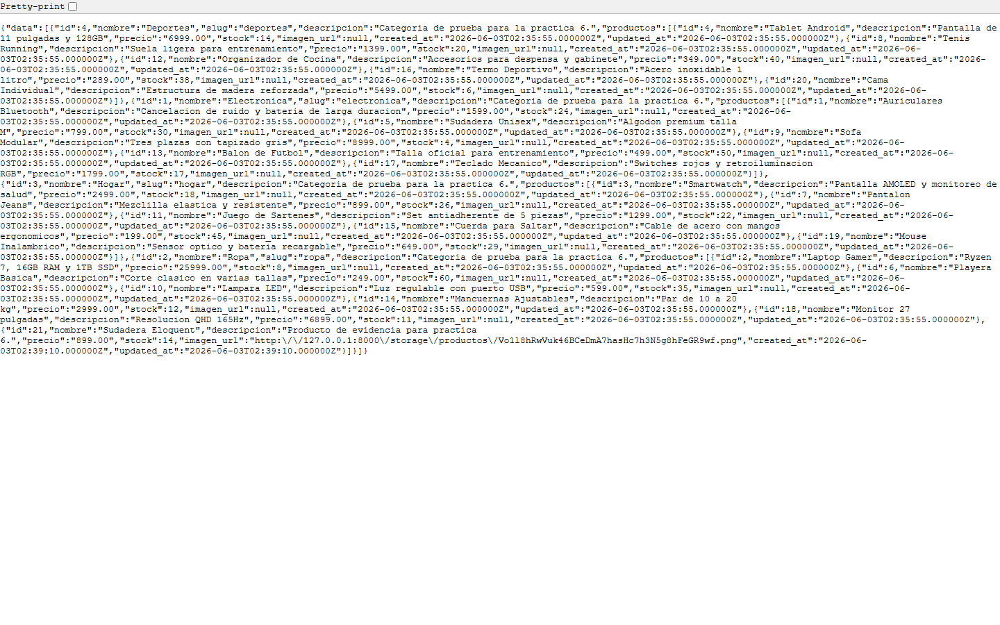 Pretty-print
{"data":[{"id":4,"nombre":"Deportes","slug":"deportes","descripcion":"Categoria de prueba para la practica 6.","productos":[{"id":4,"nombre":"Tablet Android","descripcion":"Pantalla de
11 pulgadas y 128GB","precio":"6999.00","stock":14,"imagen_url":null,"created_at":"2026-06-03T02:35:55.000000Z","updated_at":"2026-06-03T02:35:55.000000Z"},{"id":8,"nombre":"Tenis
Running","descripcion":"Suela ligera para entrenamiento","precio":"1399.00","stock":20,"imagen_url":null,"created_at":"2026-06-03T02:35:55.000000Z","updated_at":"2026-06-
03T02:35:55.000000Z"},{"id":12,"nombre":"Organizador de Cocina","descripcion":"Accesorios para despensa y gabinete","precio":"349.00","stock":40,"imagen_url":null,"created_at":"2026-
06-03T02:35:55.000000Z","updated_at":"2026-06-03T02:35:55.000000Z"},{"id":16,"nombre":"Termo Deportivo","descripcion":"Acero inoxidable 1
litro","precio":"289.00","stock":38,"imagen_url":null,"created_at":"2026-06-03T02:35:55.000000Z","updated_at":"2026-06-03T02:35:55.000000Z"},{"id":20,"nombre":"Cama
Individual","descripcion":"Estructura de madera reforzada","precio":"5499.00","stock":6,"imagen_url":null,"created_at":"2026-06-03T02:35:55.000000Z","updated_at":"2026-06-
03T02:35:55.000000Z"}]},{"id":1,"nombre":"Electronica","slug":"electronica","descripcion":"Categoria de prueba para la practica 6.","productos":[{"id":1,"nombre":"Auriculares
Bluetooth","descripcion":"Cancelacion de ruido y bateria de larga duracion","precio":"1599.00","stock":24,"imagen_url":null,"created_at":"2026-06-
03T02:35:55.000000Z","updated_at":"2026-06-03T02:35:55.000000Z"},{"id":5,"nombre":"Sudadera Unisex","descripcion":"Algodon premium talla
M","precio":"799.00","stock":30,"imagen_url":null,"created_at":"2026-06-03T02:35:55.000000Z","updated_at":"2026-06-03T02:35:55.000000Z"},{"id":9,"nombre":"Sofa
Modular","descripcion":"Tres plazas con tapizado gris","precio":"8999.00","stock":4,"imagen_url":null,"created_at":"2026-06-03T02:35:55.000000Z","updated_at":"2026-06-
03T02:35:55.000000Z"},{"id":13,"nombre":"Balon de Futbol","descripcion":"Talla oficial para entrenamiento","precio":"499.00","stock":50,"imagen_url":null,"created_at":"2026-06-
03T02:35:55.000000Z","updated_at":"2026-06-03T02:35:55.000000Z"},{"id":17,"nombre":"Teclado Mecanico","descripcion":"Switches rojos y retroiluminacion
RGB","precio":"1799.00","stock":17,"imagen_url":null,"created_at":"2026-06-03T02:35:55.000000Z","updated_at":"2026-06-03T02:35:55.000000Z"}]},
{"id":3,"nombre":"Hogar","slug":"hogar","descripcion":"Categoria de prueba para la practica 6.","productos":[{"id":3,"nombre":"Smartwatch","descripcion":"Pantalla AMOLED y monitoreo de
salud","precio":"2499.00","stock":18,"imagen_url":null,"created_at":"2026-06-03T02:35:55.000000Z","updated_at":"2026-06-03T02:35:55.000000Z"},{"id":7,"nombre":"Pantalon
Jeans","descripcion":"Mezclilla elastica y resistente","precio":"899.00","stock":26,"imagen_url":null,"created_at":"2026-06-03T02:35:55.000000Z","updated_at":"2026-06-
03T02:35:55.000000Z"},{"id":11,"nombre":"Juego de Sartenes","descripcion":"Set antiadherente de 5 piezas","precio":"1299.00","stock":22,"imagen_url":null,"created_at":"2026-06-
03T02:35:55.000000Z","updated_at":"2026-06-03T02:35:55.000000Z"},{"id":15,"nombre":"Cuerda para Saltar","descripcion":"Cable de acero con mangos
ergonomicos","precio":"199.00","stock":45,"imagen_url":null,"created_at":"2026-06-03T02:35:55.000000Z","updated_at":"2026-06-03T02:35:55.000000Z"},{"id":19,"nombre":"Mouse
Inalambrico","descripcion":"Sensor optico y bateria recargable","precio":"649.00","stock":29,"imagen_url":null,"created_at":"2026-06-03T02:35:55.000000Z","updated_at":"2026-06-
03T02:35:55.000000Z"}]},{"id":2,"nombre":"Ropa","slug":"ropa","descripcion":"Categoria de prueba para la practica 6.","productos":[{"id":2,"nombre":"Laptop Gamer","descripcion":"Ryzen
7, 16GB RAM y 1TB SSD","precio":"25999.00","stock":8,"imagen_url":null,"created_at":"2026-06-03T02:35:55.000000Z","updated_at":"2026-06-03T02:35:55.000000Z"},{"id":6,"nombre":"Playera
Basica","descripcion":"Corte clasico en varias tallas","precio":"249.00","stock":60,"imagen_url":null,"created_at":"2026-06-03T02:35:55.000000Z","updated_at":"2026-06-
03T02:35:55.000000Z"},{"id":10,"nombre":"Lampara LED","descripcion":"Luz regulable con puerto USB","precio":"599.00","stock":35,"imagen_url":null,"created_at":"2026-06-
03T02:35:55.000000Z","updated_at":"2026-06-03T02:35:55.000000Z"},{"id":14,"nombre":"Mancuernas Ajustables","descripcion":"Par de 10 a 20
kg","precio":"2999.00","stock":12,"imagen_url":null,"created_at":"2026-06-03T02:35:55.000000Z","updated_at":"2026-06-03T02:35:55.000000Z"},{"id":18,"nombre":"Monitor 27
pulgadas","descripcion":"Resolucion QHD 165Hz","precio":"6899.00","stock":11,"imagen_url":null,"created_at":"2026-06-03T02:35:55.000000Z","updated_at":"2026-06-03T02:35:55.000000Z"},
{"id":21,"nombre":"Sudadera Eloquent","descripcion":"Producto de evidencia para practica
6.","precio":"899.00","stock":14,"imagen_url":"http:\/\/127.0.0.1:8000\/storage\/productos\/Vo1l8hRwVuk46BCeDmA7hasHc7h3N5g8hFeGR9wf.png","created_at":"2026-06-
03T02:39:10.000000Z","updated_at":"2026-06-03T02:39:10.000000Z"}]}]}